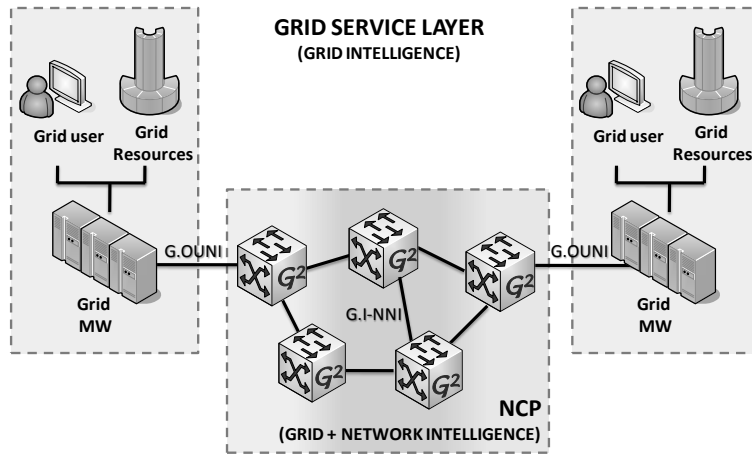 GRID SERVICE LAYER
(GRID INTELLIGENCE)
Grid user
Grid
Resources
Grid user
Grid
Resources
G.OUNI
G.OUNI
G²
G²
G²
G.I-NNI
Grid
MW
Grid
MW
G²
G²
NCP
(GRID + NETWORK INTELLIGENCE)